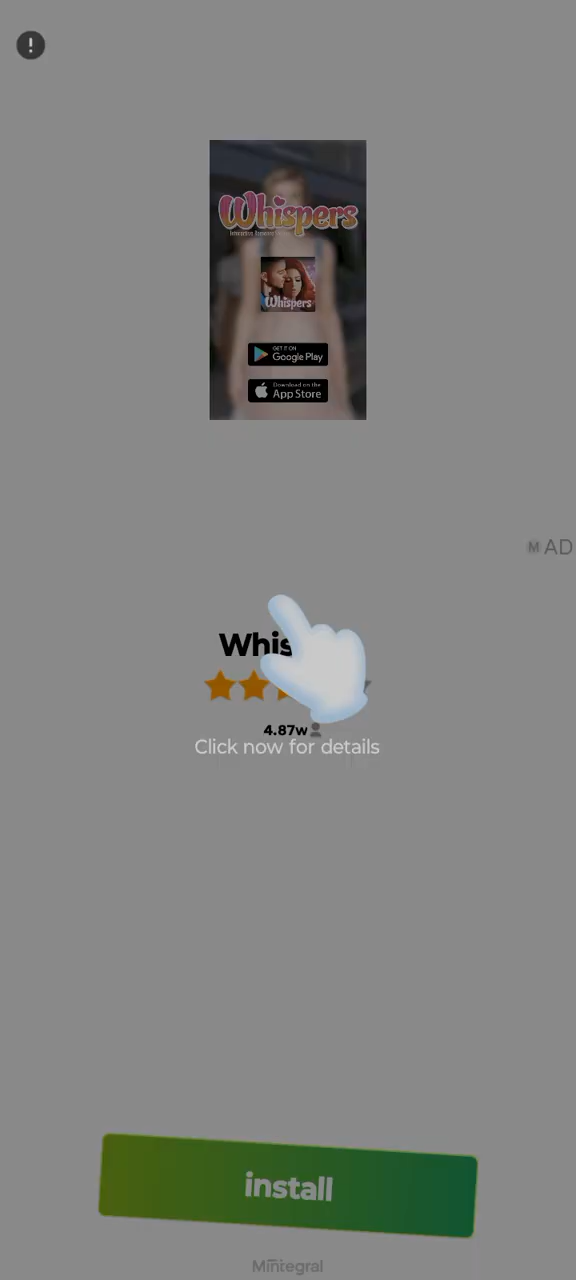 !
Whispers
Whispers
GET IT ON
Google Play
Download on the
App Store
M AD
Whis
4.87w
Click now for details
install
Mintegral